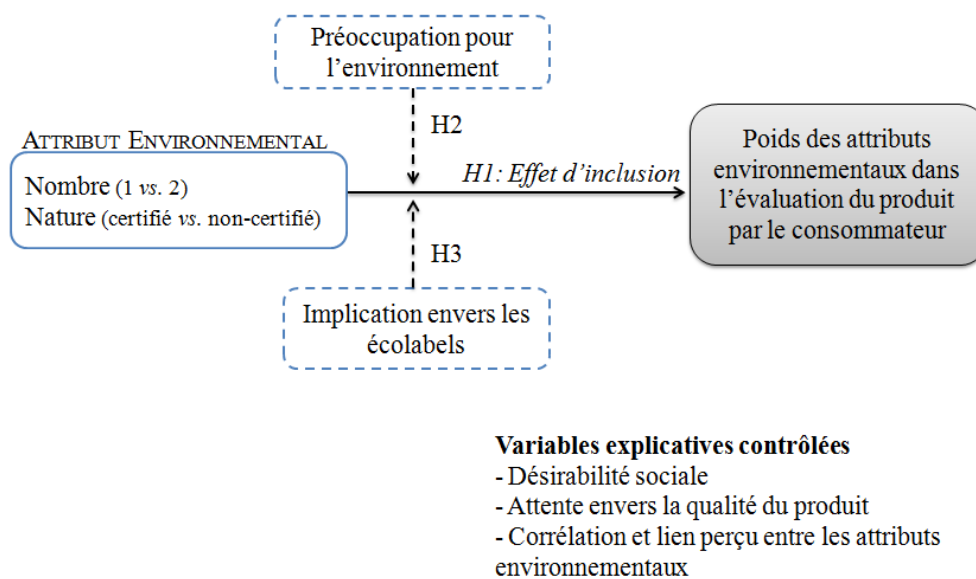 Préoccupation pour
l’environnement
H2
ATTRIBUT ENVIRONNEMENTAL
Nombre (1 vs. 2)
Nature (certifié vs. non-certifié)
H1: Effet d’inclusion
Poids des attributs
environnementaux dans
l’évaluation du produit
par le consommateur
H3
Implication envers les
écolabels
Variables explicatives contrôlées
- Désirabilité sociale
- Attente envers la qualité du produit
- Corrélation et lien perçu entre les attributs
environnementaux